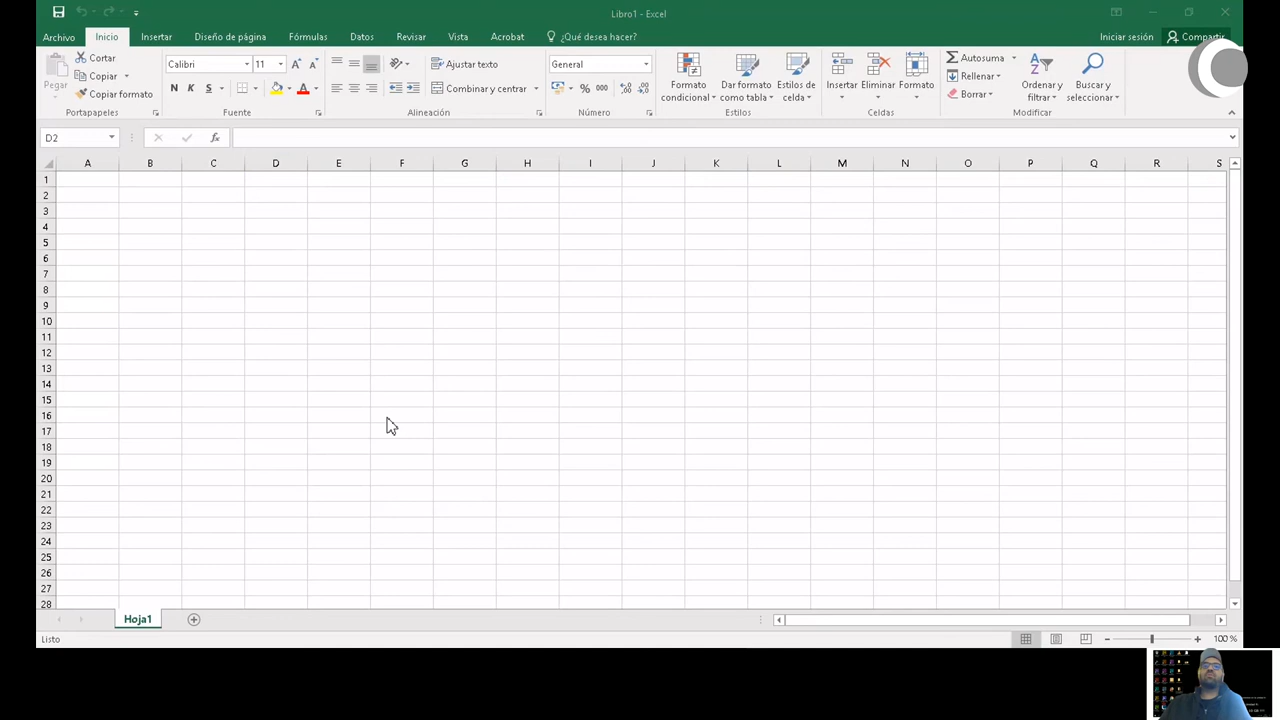 Libro1 - Excel
Archivo Inicio Insertar Diseño de página Fórmulas Datos Revisar Vista Acrobat ¿Qué desea hacer? Iniciar sesión Compartir
Pegar
Cortar
Copiar
Copiar formato
Portapapeles
Calibri 11
N K S
Fuente
Ajustar texto
Combinar y centrar
Alineación
General
% 000
Número
Formato condicional
Dar formato como tabla
Estilos de celda
Estilos
Insertar Eliminar Formato
Celdas
Autosuma
Rellenar
Borrar
Ordenar y filtrar
Buscar y seleccionar
Modificar
D2 fx
A B C D E F G H I J K L M N O P Q R S
1
2
3
4
5
6
7
8
9
10
11
12
13
14
15
16
17
18
19
20
21
22
23
24
25
26
27
28
Hoja1
Listo 100 %